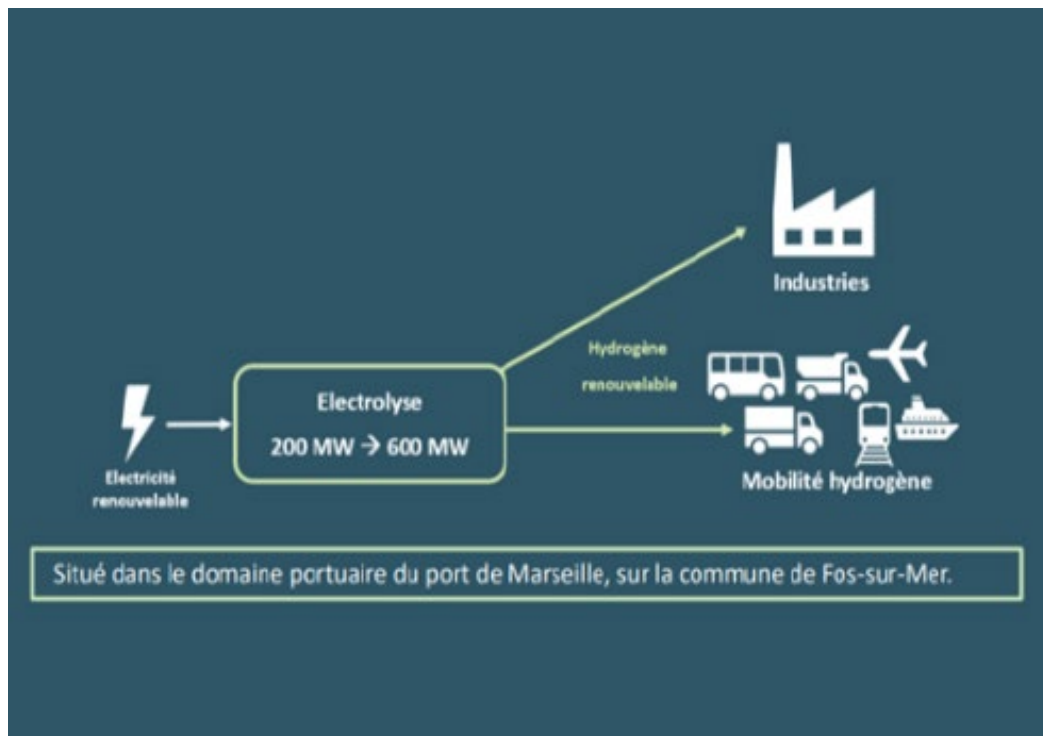 Industries
Hydrogène
renouvelable
Electrolyse
200 MW → 600 MW
Electricité
renouvelable
Mobilité hydrogène
Situé dans le domaine portuaire du port de Marseille, sur la commune de Fos-sur-Mer.